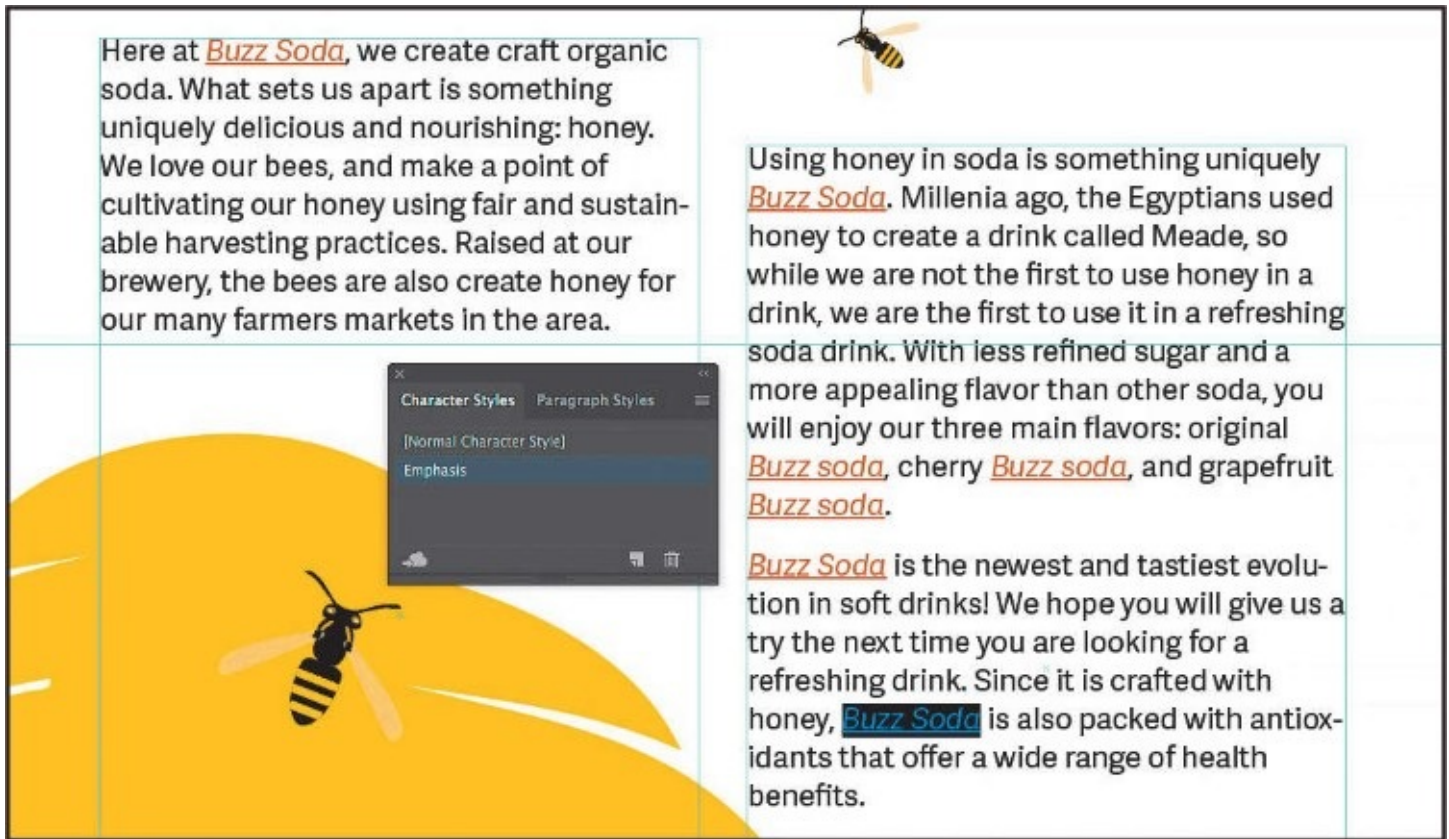 Here at Buzz Soda, we create craft organic
soda. What sets us apart is something
uniquely delicious and nourishing: honey.
We love our bees, and make a point of
cultivating our honey using fair and sustain-
able harvesting practices. Raised at our
brewery, the bees are also create honey for
our many farmers markets in the area.
Character Styles Paragraph Styles
[Normal Character Style]
Emphasis
Using honey in soda is something uniquely
Buzz Soda. Millenia ago, the Egyptians used
honey to create a drink called Meade, so
while we are not the first to use honey in a
drink, we are the first to use it in a refreshing
soda drink. With less refined sugar and a
more appealing flavor than other soda, you
will enjoy our three main flavors: original
Buzz soda, cherry Buzz soda, and grapefruit
Buzz soda.
Buzz Soda is the newest and tastiest evolu-
tion in soft drinks! We hope you will give us a
try the next time you are looking for a
refreshing drink. Since it is crafted with
honey, Buzz Soda is also packed with antiox-
idants that offer a wide range of health
benefits.